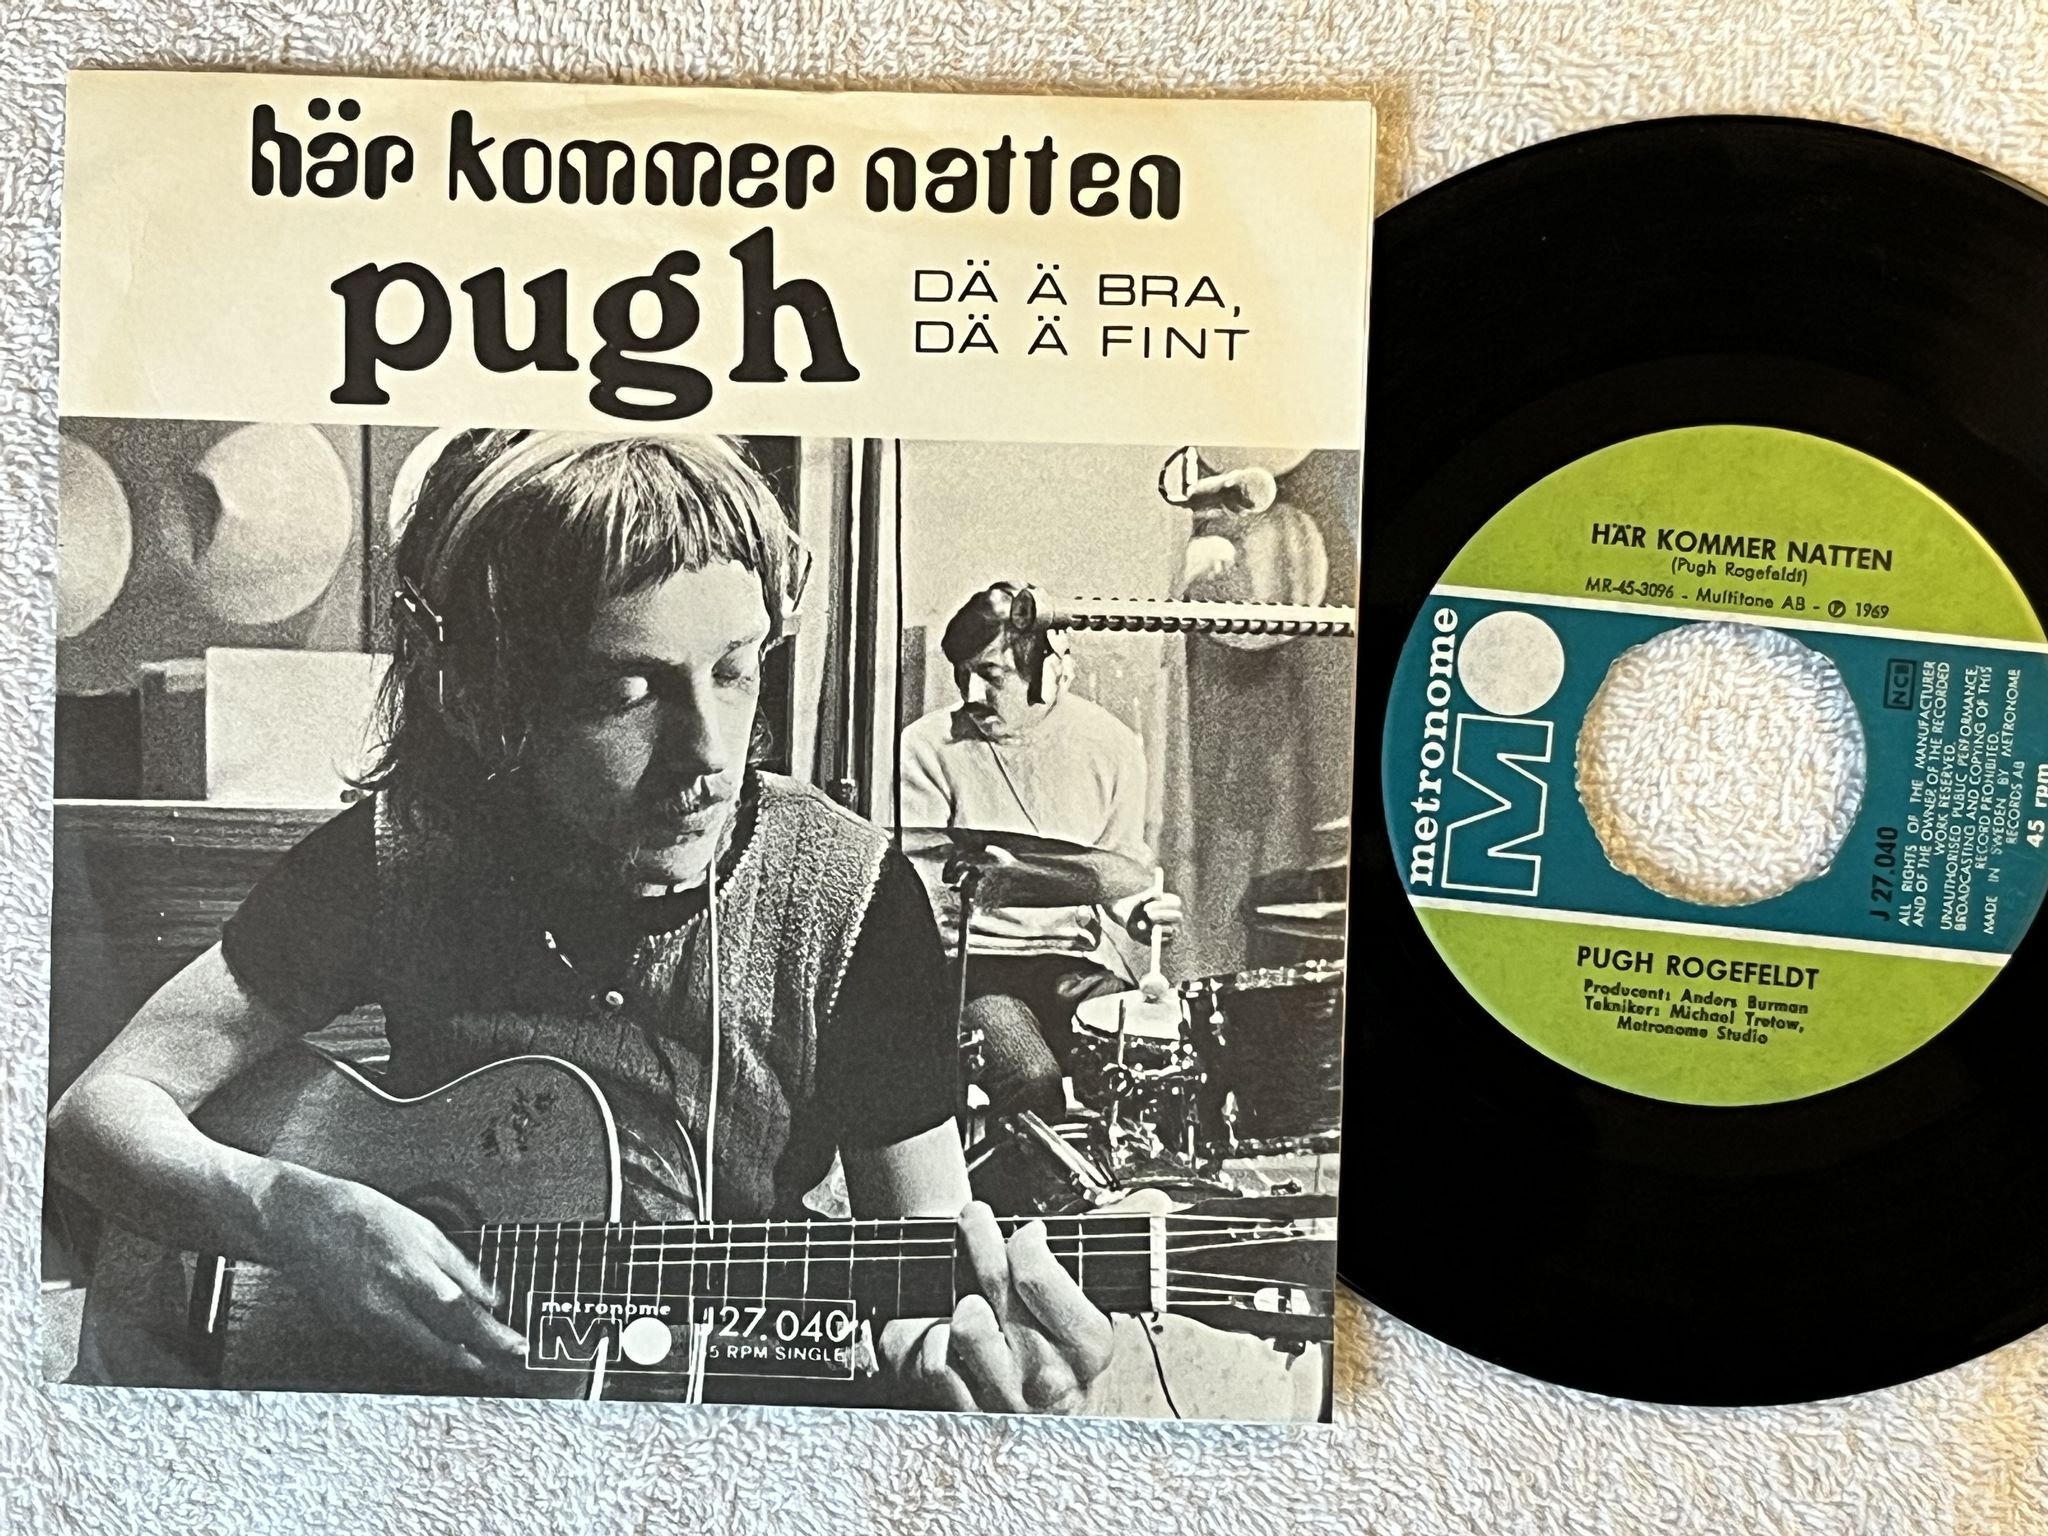 här kommer natten
pugh
DÄ Ä BRA,
DÄ Ä FINT
metronome
J 27.040
45 RPM SINGLE
HÄR KOMMER NATTEN
(Pugh Rogefeldt)
MR-45-3096 - Multitone AB - Ⓟ 1969
metronome
NCB
ALL RIGHTS OF THE MANUFACTURER
AND OF THE OWNER OF THE RECORDED
WORK RESERVED.
UNAUTHORISED PUBLIC PERFORMANCE,
BROADCASTING AND COPYING OF THIS
RECORD PROHIBITED.
MADE IN SWEDEN BY METRONOME
RECORDS AB
J 27.040
45 rpm
PUGH ROGEFELDT
Producent: Anders Burman
Tekniker: Michael Tretow,
Metronome Studio